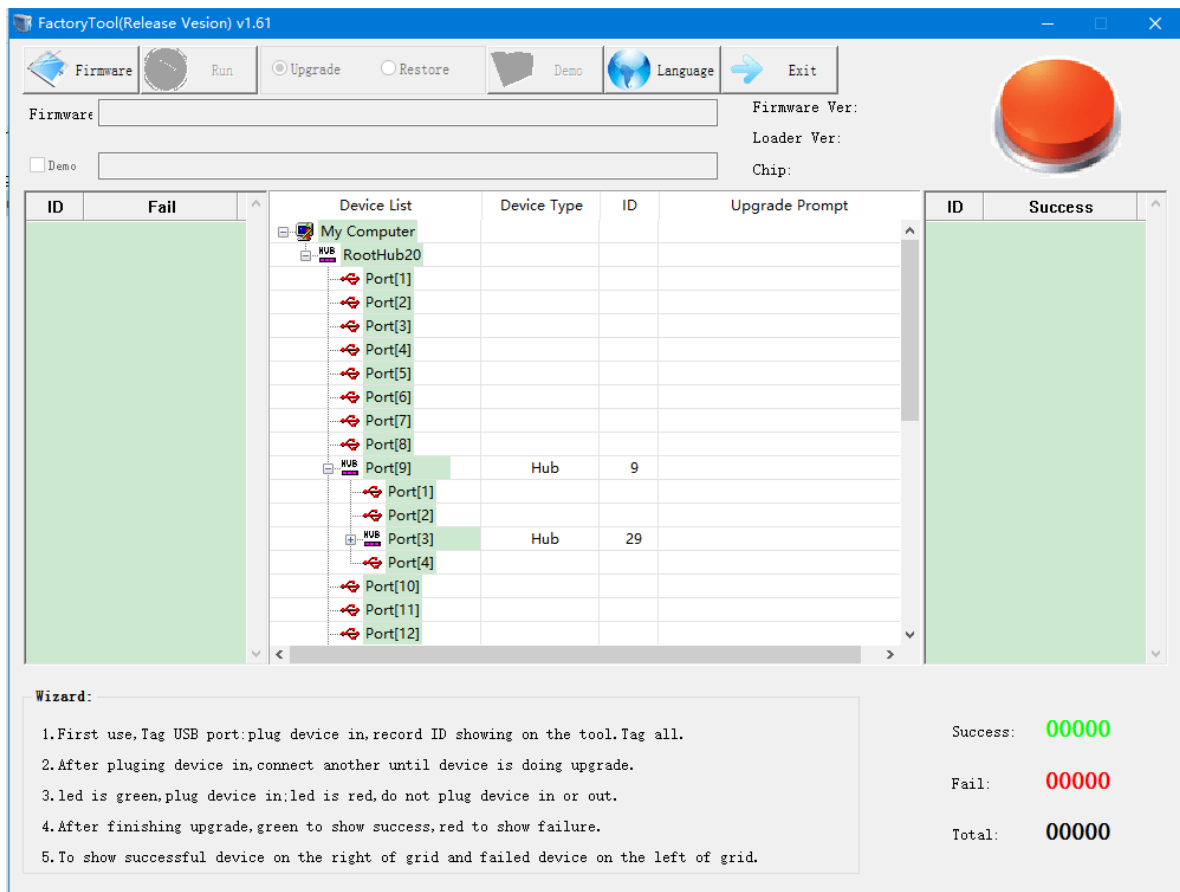 FactoryTool(Release Vesion) v1.61
Firmware Run Upgrade Restore Demo Language Exit
Firmware
Firmware Ver:
Loader Ver:
Demo
Chip:
ID Fail
Device List Device Type ID Upgrade Prompt
ID Success
My Computer
HUB RootHub20
Port[1]
Port[2]
Port[3]
Port[4]
Port[5]
Port[6]
Port[7]
Port[8]
HUB Port[9] Hub 9
Port[1]
Port[2]
HUB Port[3] Hub 29
Port[4]
Port[10]
Port[11]
Port[12]
Wizard:
1.First use,Tag USB port:plug device in,record ID showing on the tool.Tag all.
2.After pluging device in,connect another until device is doing upgrade.
3.led is green,plug device in;led is red,do not plug device in or out.
4.After finishing upgrade,green to show success,red to show failure.
5.To show successful device on the right of grid and failed device on the left of grid.
Success: 00000
Fail: 00000
Total: 00000